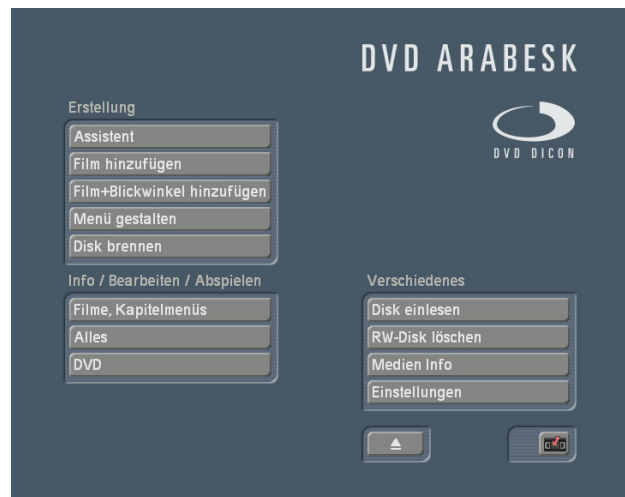 DVD ARABESK
DVD DICON
Erstellung
Assistent
Film hinzufügen
Film+Blickwinkel hinzufügen
Menü gestalten
Disk brennen
Info / Bearbeiten / Abspielen
Filme, Kapitelmenüs
Alles
DVD
Verschiedenes
Disk einlesen
RW-Disk löschen
Medien Info
Einstellungen